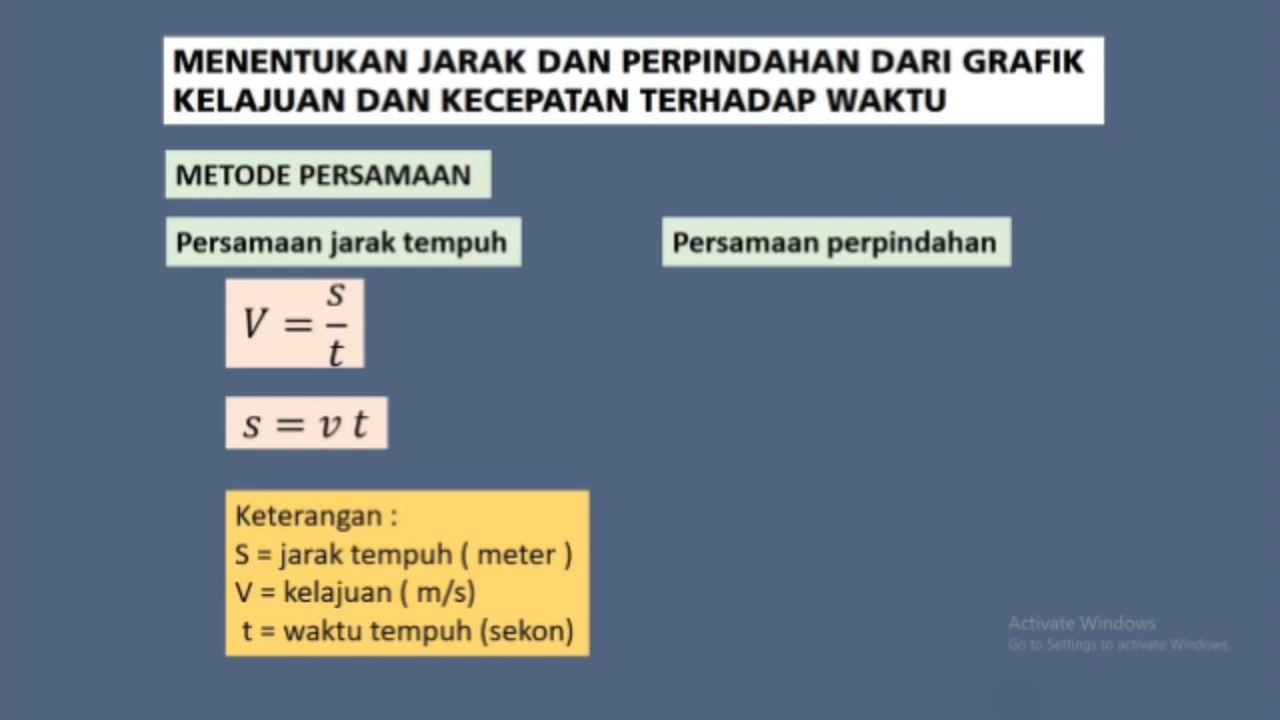 MENENTUKAN JARAK DAN PERPINDAHAN DARI GRAFIK
KELAJUAN DAN KECEPATAN TERHADAP WAKTU
METODE PERSAMAAN
Persamaan jarak tempuh
V = s/t
s = v t
Keterangan :
S = jarak tempuh ( meter )
V = kelajuan ( m/s)
t = waktu tempuh (sekon)
Persamaan perpindahan
Activate Windows
Go to Settings to activate Windows.